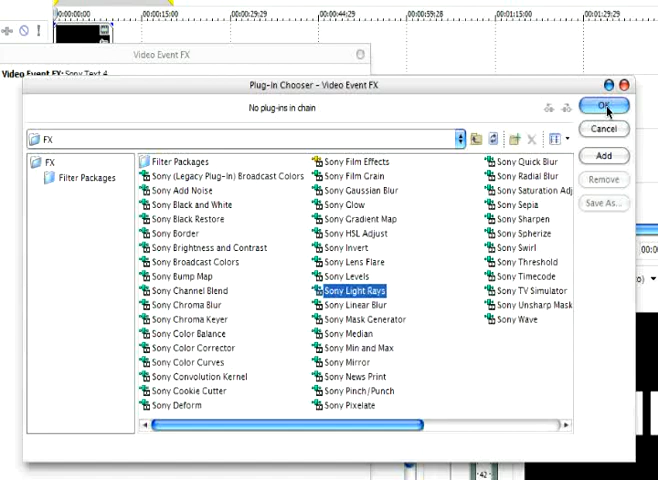 00:00:00 00:00:15:00 00:00:29:29 00:00:44:29 00:00:59:28 00:01:15:00 00:01:29:29
Video Event FX
Video Event FX: Sony Text 4
Plug-In Chooser - Video Event FX
No plug-ins in chain
OK
FX
Cancel
Add
Remove
Save As...
FX
Filter Packages
Filter Packages
Sony (Legacy Plug-In) Broadcast Colors
Sony Add Noise
Sony Black and White
Sony Black Restore
Sony Border
Sony Brightness and Contrast
Sony Broadcast Colors
Sony Bump Map
Sony Channel Blend
Sony Chroma Blur
Sony Chroma Keyer
Sony Color Balance
Sony Color Corrector
Sony Color Curves
Sony Convolution Kernel
Sony Cookie Cutter
Sony Deform
Sony Film Effects
Sony Film Grain
Sony Gaussian Blur
Sony Glow
Sony Gradient Map
Sony HSL Adjust
Sony Invert
Sony Lens Flare
Sony Levels
Sony Light Rays
Sony Linear Blur
Sony Mask Generator
Sony Median
Sony Min and Max
Sony Mirror
Sony News Print
Sony Pinch/Punch
Sony Pixelate
Sony Quick Blur
Sony Radial Blur
Sony Saturation Adj
Sony Sepia
Sony Sharpen
Sony Spherize
Sony Swirl
Sony Threshold
Sony Timecode
Sony TV Simulator
Sony Unsharp Mask
Sony Wave
00:0
-42-